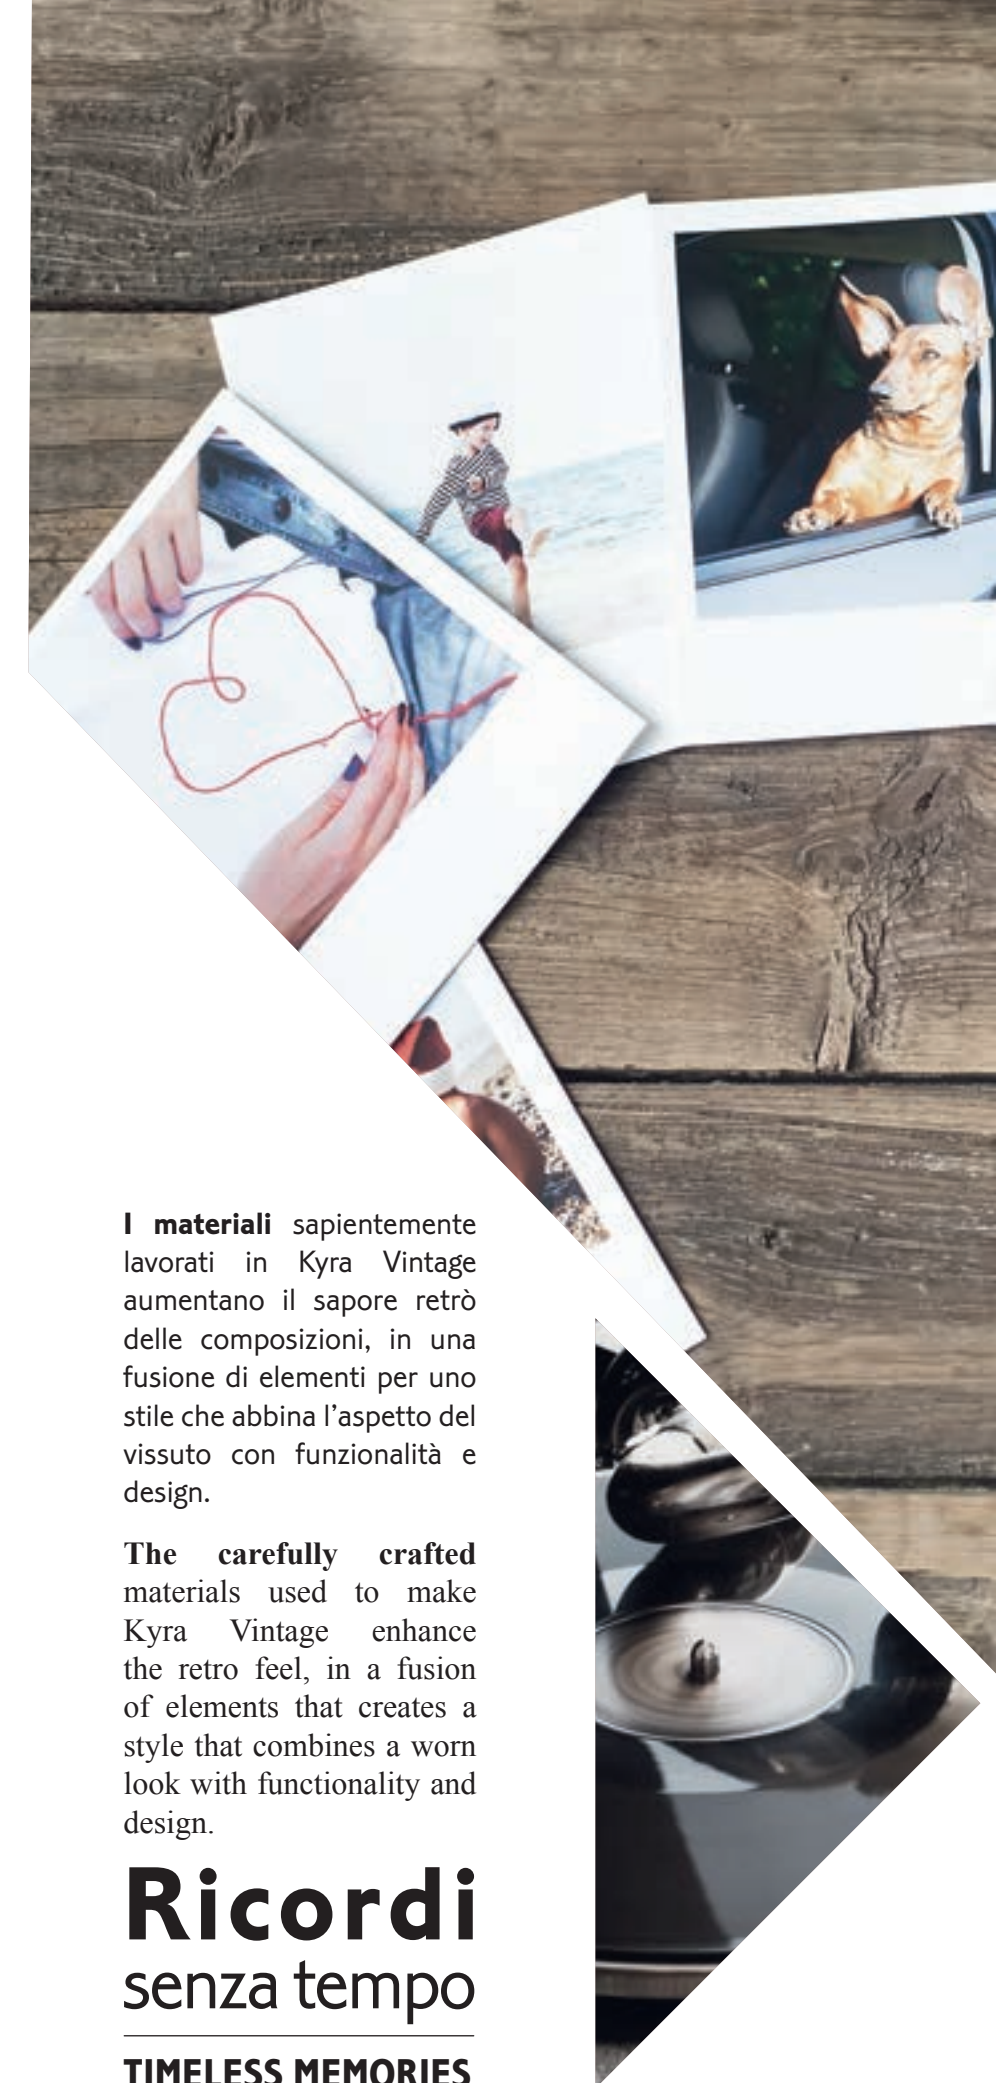 I materiali sapientemente
lavorati in Kyra Vintage
aumentano il sapore retrò
delle composizioni, in una
fusione di elementi per uno
stile che abbina l’aspetto del
vissuto con funzionalità e
design.
The carefully crafted
materials used to make
Kyra Vintage enhance
the retro feel, in a fusion
of elements that creates a
style that combines a worn
look with functionality and
design.
Ricordi
senza tempo
TIMELESS MEMORIES